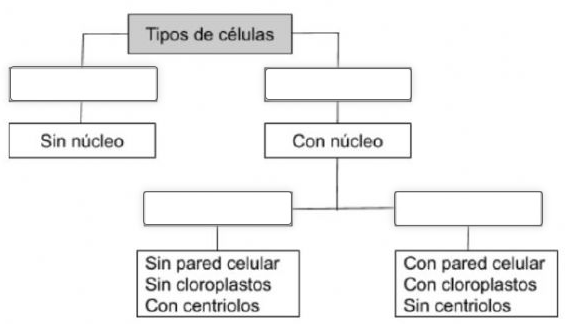 Tipos de células
Sin núcleo
Con núcleo
Sin pared celular
Sin cloroplastos
Con centriolos
Con pared celular
Con cloroplastos
Sin centriolos